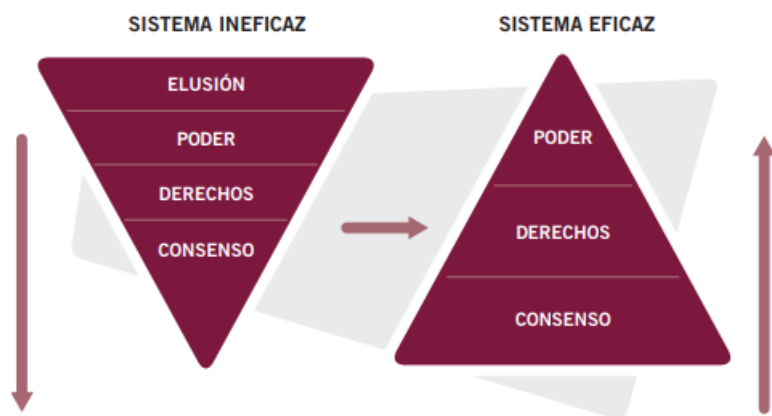 SISTEMA INEFICAZ
ELUSIÓN
PODER
DERECHOS
CONSENSO
SISTEMA EFICAZ
PODER
DERECHOS
CONSENSO